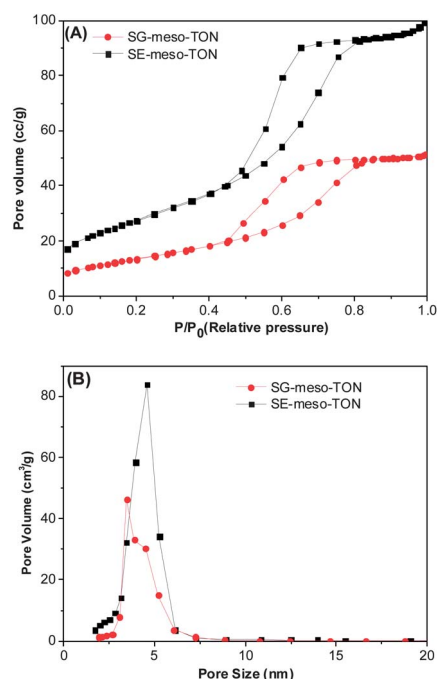 (A)
SG-meso-TON
SE-meso-TON
Pore volume (cc/g)
100
80
60
40
20
0
0.0 0.2 0.4 0.6 0.8 1.0
P/P0(Relative pressure)
(B)
SG-meso-TON
SE-meso-TON
Pore Volume (cm³/g)
80
60
40
20
0
0 5 10 15 20
Pore Size (nm)